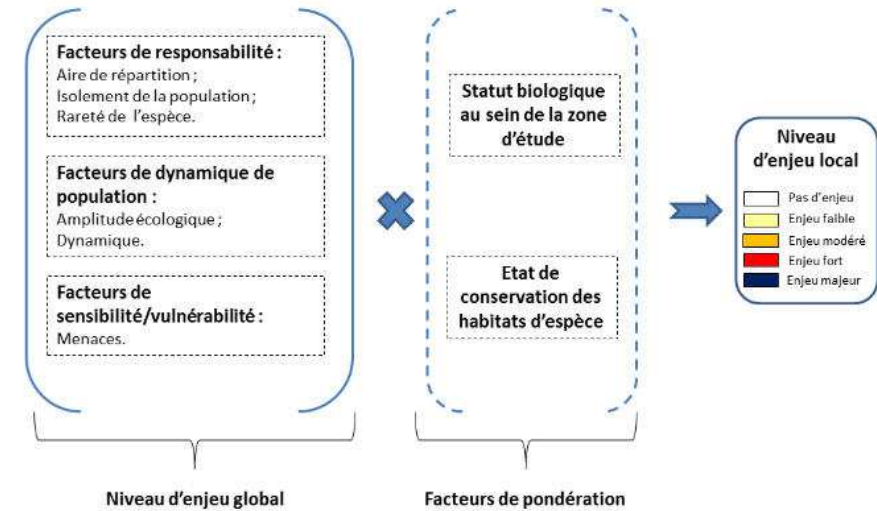 Facteurs de responsabilité :
Aire de répartition ;
Isolement de la population ;
Rareté de l'espèce.
Facteurs de dynamique de
population :
Amplitude écologique ;
Dynamique.
Facteurs de
sensibilité/vulnérabilité :
Menaces.
Niveau d'enjeu global
Statut biologique
au sein de la zone
d'étude
Etat de
conservation des
habitats d'espèce
Facteurs de pondération
Niveau
d'enjeu local
Pas d'enjeu
Enjeu faible
Enjeu modéré
Enjeu fort
Enjeu majeur